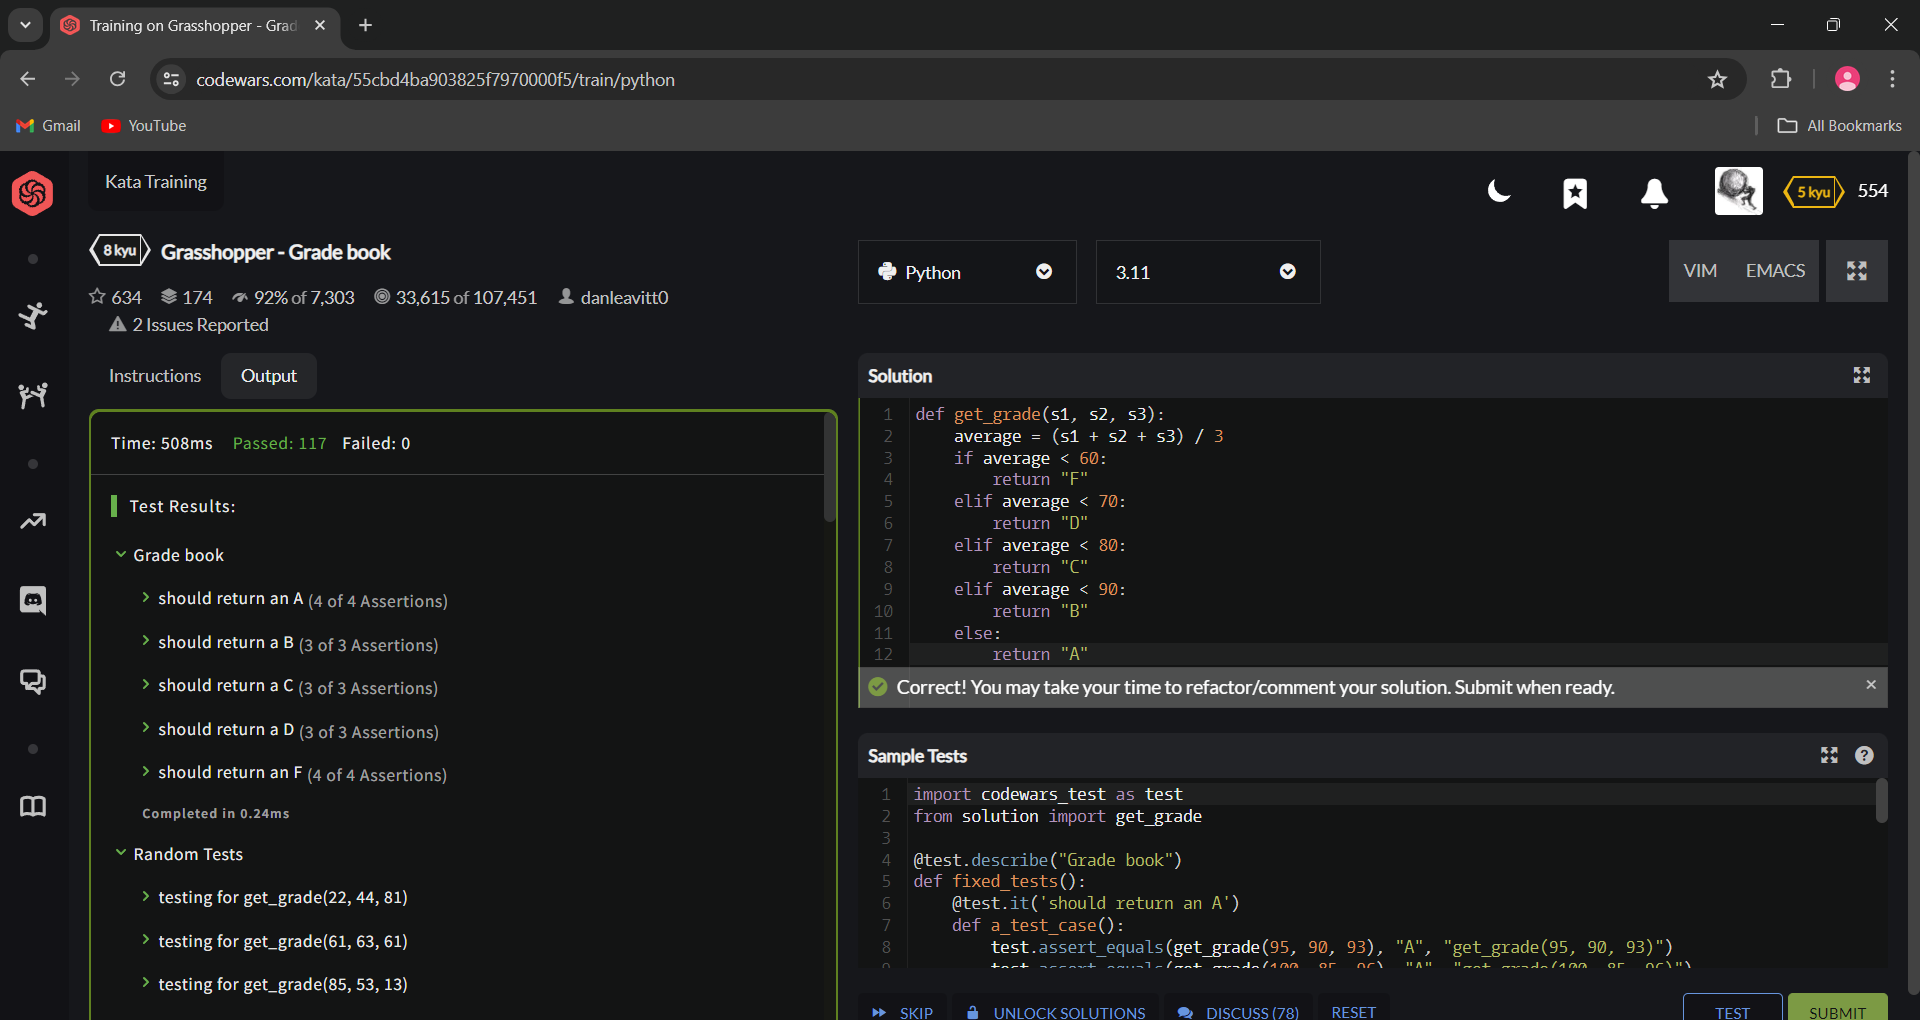 Training on Grasshopper - Grad
codewars.com/kata/55cbd4ba903825f7970000f5/train/python
Gmail
YouTube
All Bookmarks
Kata Training
5 kyu
554
8 kyu
Grasshopper - Grade book
634 174 92% of 7,303 33,615 of 107,451 danleavitt0
2 Issues Reported
Python
3.11
VIM EMACS
Instructions Output
Time: 508ms Passed: 117 Failed: 0
Test Results:
Grade book
should return an A (4 of 4 Assertions)
should return a B (3 of 3 Assertions)
should return a C (3 of 3 Assertions)
should return a D (3 of 3 Assertions)
should return an F (4 of 4 Assertions)
Completed in 0.24ms
Random Tests
testing for get_grade(22, 44, 81)
testing for get_grade(61, 63, 61)
testing for get_grade(85, 53, 13)
Solution
1 def get_grade(s1, s2, s3):
2     average = (s1 + s2 + s3) / 3
3     if average < 60:
4         return "F"
5     elif average < 70:
6         return "D"
7     elif average < 80:
8         return "C"
9     elif average < 90:
10         return "B"
11     else:
12         return "A"
Correct! You may take your time to refactor/comment your solution. Submit when ready.
Sample Tests
1 import codewars_test as test
2 from solution import get_grade
3
4 @test.describe("Grade book")
5 def fixed_tests():
6     @test.it('should return an A')
7     def a_test_case():
8         test.assert_equals(get_grade(95, 90, 93), "A", "get_grade(95, 90, 93)")
SKIP UNLOCK SOLUTIONS DISCUSS (78) RESET TEST SUBMIT